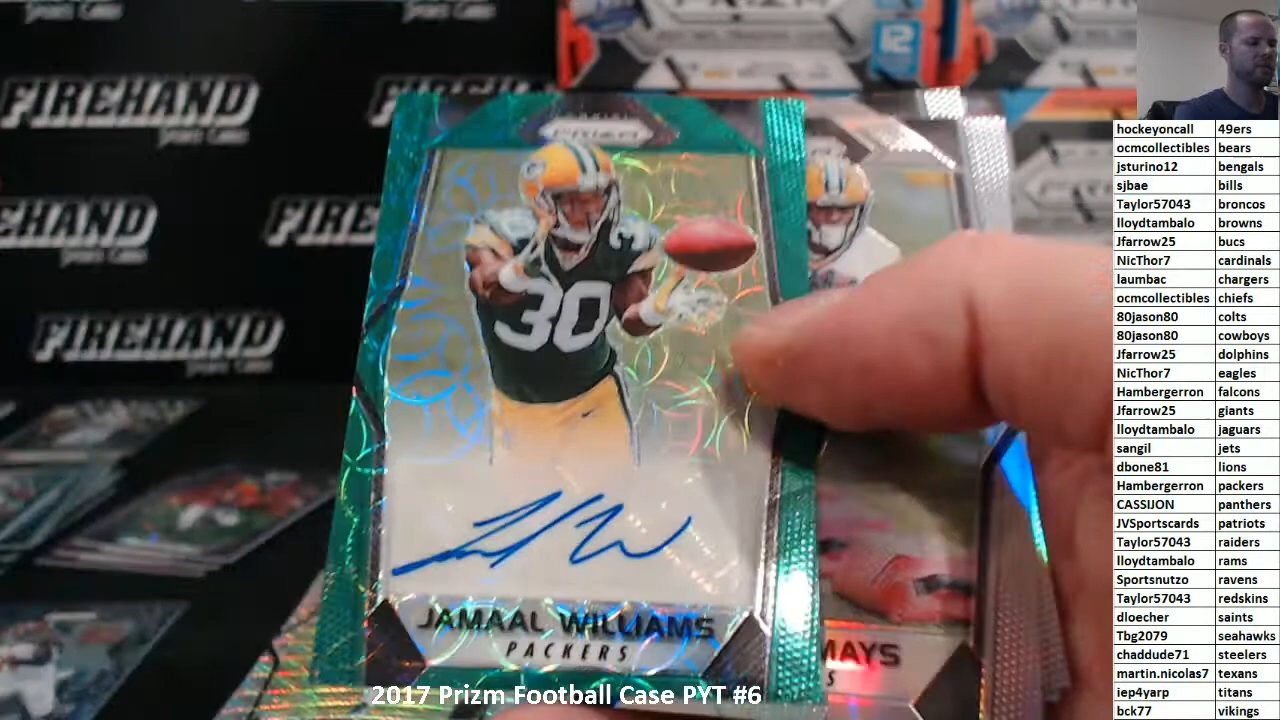 PRIZM
12
FIREHAND
FIREHAND
FIREHAND
FIREHAND
PRIZM
30
JAMAAL WILLIAMS
PACKERS
MAYS
S
2017 Prizm Football Case PYT #6
hockeyoncall 49ers
ocmcollectibles bears
jsturino12 bengals
sjbae bills
Taylor57043 broncos
lloydtambalo browns
Jfarrow25 bucs
NicThor7 cardinals
laumbac chargers
ocmcollectibles chiefs
80jason80 colts
80jason80 cowboys
Jfarrow25 dolphins
NicThor7 eagles
Hambergerron falcons
Jfarrow25 giants
lloydtambalo jaguars
sangil jets
dbone81 lions
Hambergerron packers
CASSIJON panthers
JVSportscards patriots
Taylor57043 raiders
lloydtambalo rams
Sportsnutzo ravens
Taylor57043 redskins
dloecher saints
Tbg2079 seahawks
chaddude71 steelers
martin.nicolas7 texans
iep4yarp titans
bck77 vikings